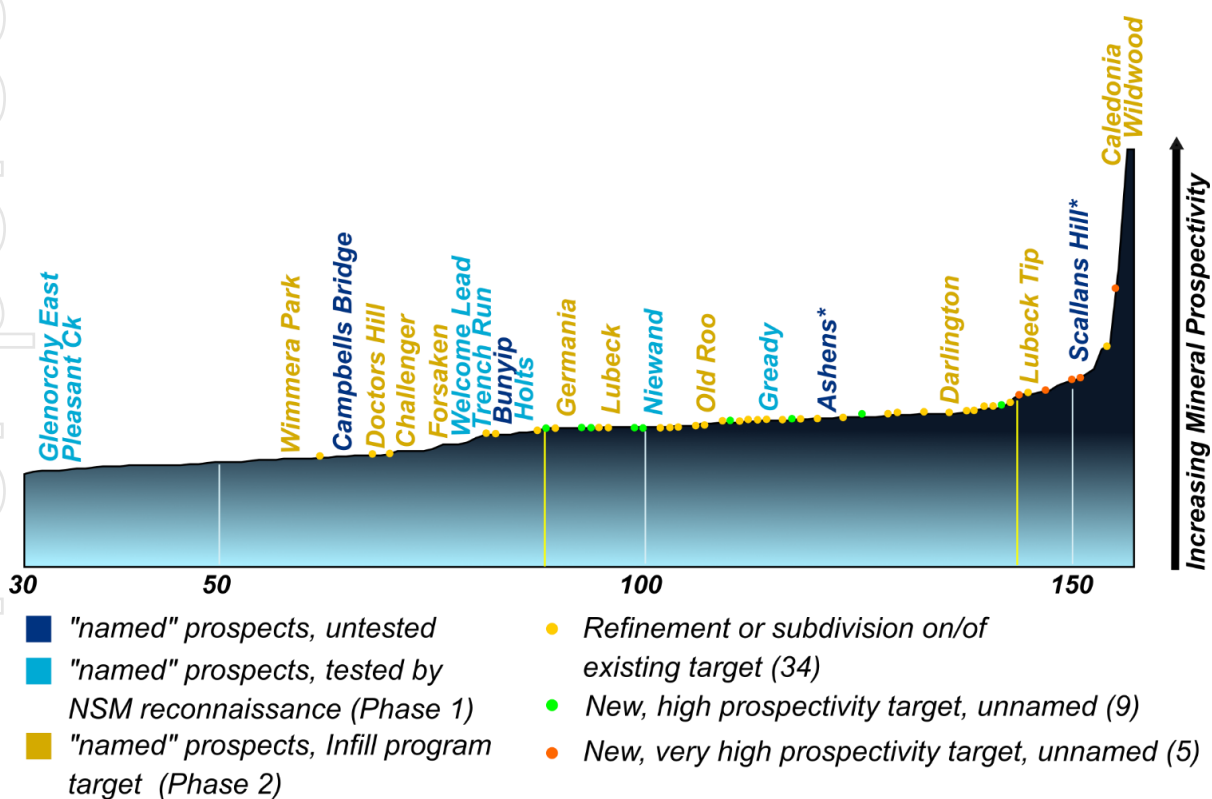 Caledonia
Wildwood
Increasing Mineral Prospectivity
Glenorchy East
Pleasant Ck
Wimmera Park
Campbells Bridge
Doctors Hill
Challenger
Forsaken
Welcome Lead
Trench Run
Bunyip
Holts
Germania
Lubeck
Niewand
Old Roo
Gready
Ashens*
Darlington
Lubeck Tip
Scallans Hill*
30
50
100
150
"named" prospects, untested
"named" prospects, tested by
NSM reconnaissance (Phase 1)
"named" prospects, Infill program
target (Phase 2)
Refinement or subdivision on/of
existing target (34)
New, high prospectivity target, unnamed (9)
New, very high prospectivity target, unnamed (5)